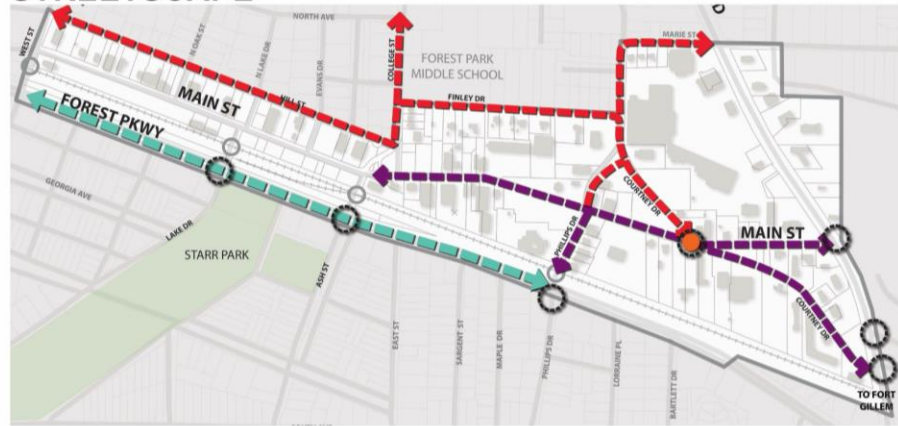 STREETSCAPE
NORTH AVE
WEST ST
N OAK ST
N LAKE DR
EVANS DR
COLLEGE ST
FOREST PARK
MIDDLE SCHOOL
MARIE ST
MAIN ST
HILL ST
FINLEY DR
FOREST PKWY
GEORGIA AVE
LAKE DR
STARR PARK
ASH ST
COURTNEY DR
PHILLIPS DR
MAIN ST
COURTNEY DR
EAST ST
SARGENT ST
MAPLE DR
PHILLIPS DR
LORRAINE PL
BARTLETT DR
TO FORT
GILLEM